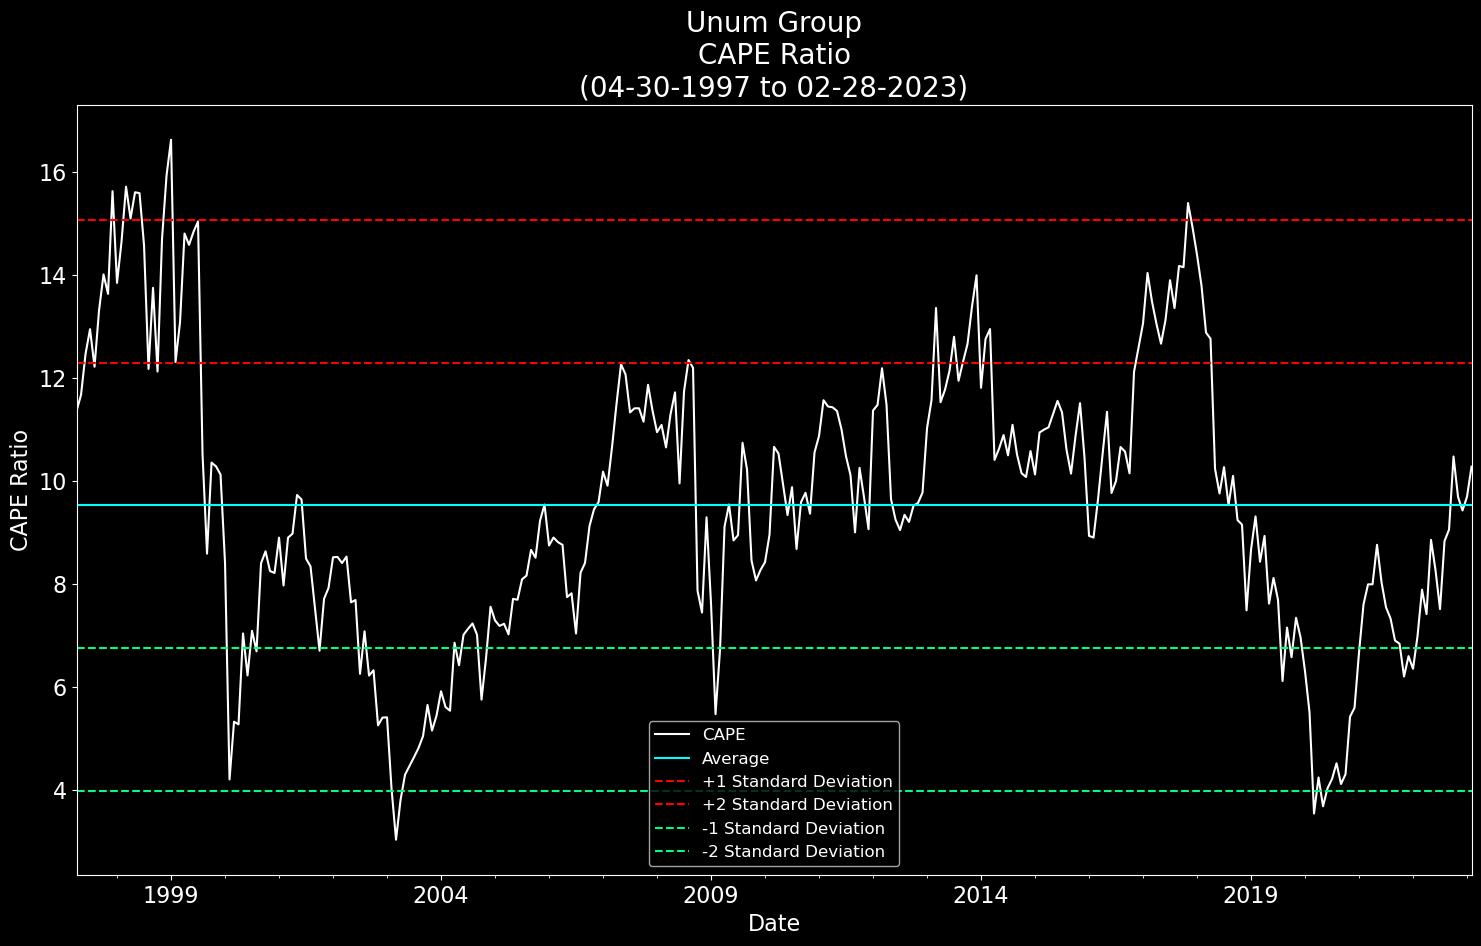 Unum Group
CAPE Ratio
(04-30-1997 to 02-28-2023)
CAPE Ratio
16
14
12
10
8
6
4
CAPE
Average
+1 Standard Deviation
+2 Standard Deviation
-1 Standard Deviation
-2 Standard Deviation
1999 2004 2009 2014 2019
Date